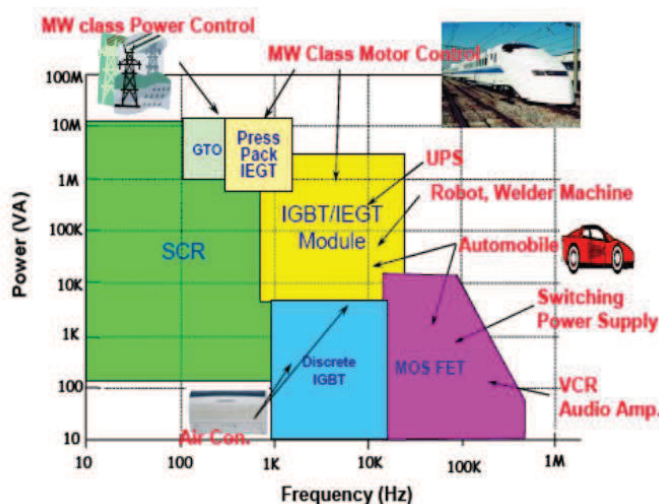 MW class Power Control
MW Class Motor Control
100M
10M
1M
100K
10K
1K
100
10
Power (VA)
GTO
Press
Pack
IEGT
UPS
Robot, Welder Machine
IGBT/IEGT
Module
SCR
Automobile
Switching
Power Supply
Discrete
IGBT
MOS FET
VCR
Audio Amp.
Air Con.
10
100
1K
10K
100K
1M
Frequency (Hz)